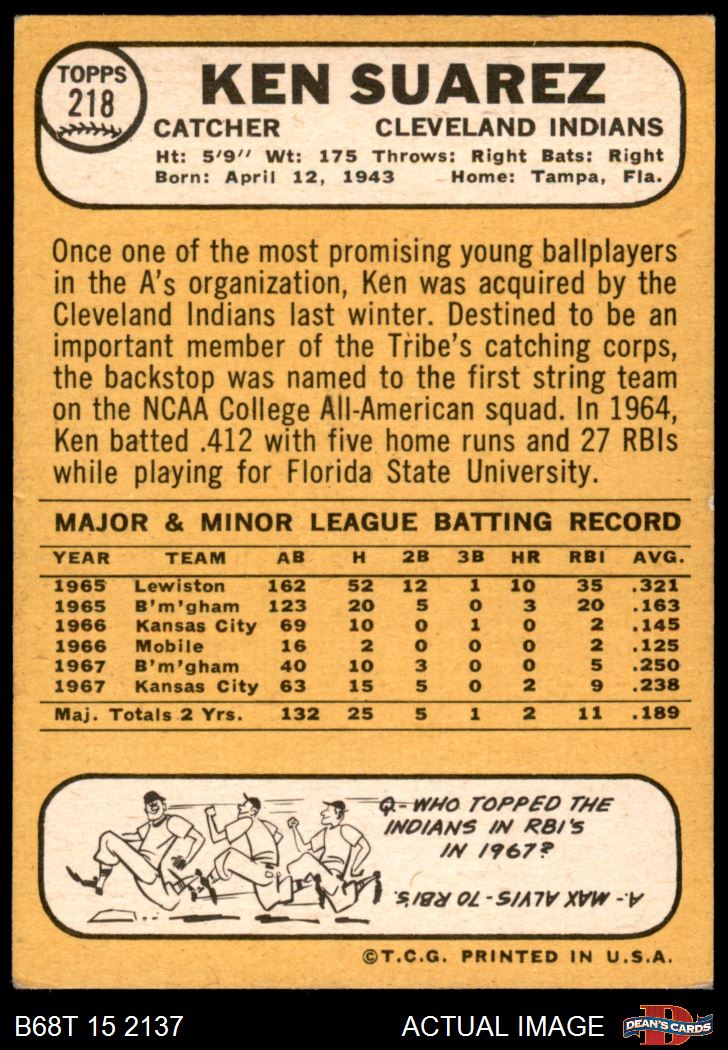 TOPPS
218
KEN SUAREZ
CATCHER CLEVELAND INDIANS
Ht: 5'9" Wt: 175 Throws: Right Bats: Right
Born: April 12, 1943 Home: Tampa, Fla.
Once one of the most promising young ballplayers
in the A's organization, Ken was acquired by the
Cleveland Indians last winter. Destined to be an
important member of the Tribe's catching corps,
the backstop was named to the first string team
on the NCAA College All-American squad. In 1964,
Ken batted .412 with five home runs and 27 RBIs
while playing for Florida State University.
MAJOR & MINOR LEAGUE BATTING RECORD
YEAR TEAM AB H 2B 3B HR RBI AVG.
1965 Lewiston 162 52 12 1 10 35 .321
1965 B'm'gham 123 20 5 0 3 20 .163
1966 Kansas City 69 10 0 1 0 2 .145
1966 Mobile 16 2 0 0 0 2 .125
1967 B'm'gham 40 10 3 0 0 5 .250
1967 Kansas City 63 15 5 0 2 9 .238
Maj. Totals 2 Yrs. 132 25 5 1 2 11 .189
Q.-WHO TOPPED THE
INDIANS IN RBI'S
IN 1967?
A.- MAX ALVIS-70 RBI'S.
©T.C.G. PRINTED IN U.S.A.
B68T 15 2137 ACTUAL IMAGE
D
DEAN'S CARDS